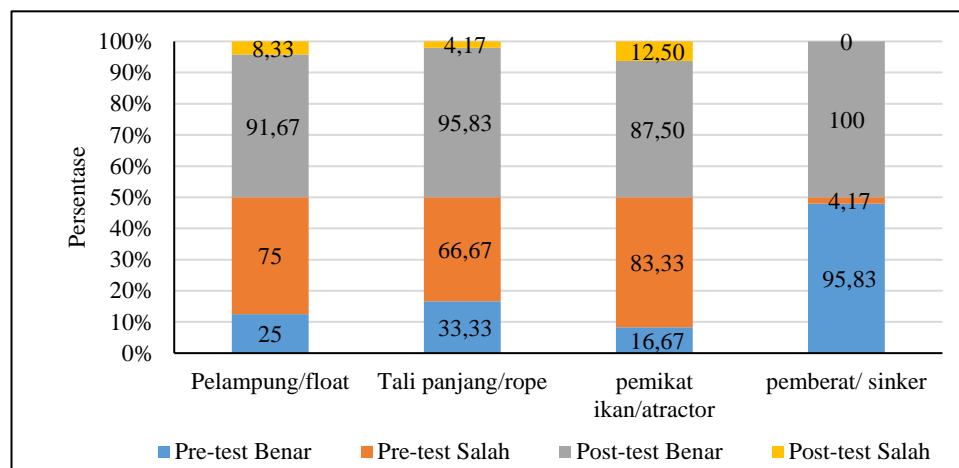 100%
90%
80%
70%
60%
50%
40%
30%
20%
10%
0%
Persentase
8,33
4,17
12,50
0
91,67
95,83
87,50
100
75
66,67
83,33
4,17
25
33,33
16,67
95,83
Pelampung/float
Tali panjang/rope
pemikat
ikan/atractor
pemberat/ sinker
Pre-test Benar
Pre-test Salah
Post-test Benar
Post-test Salah